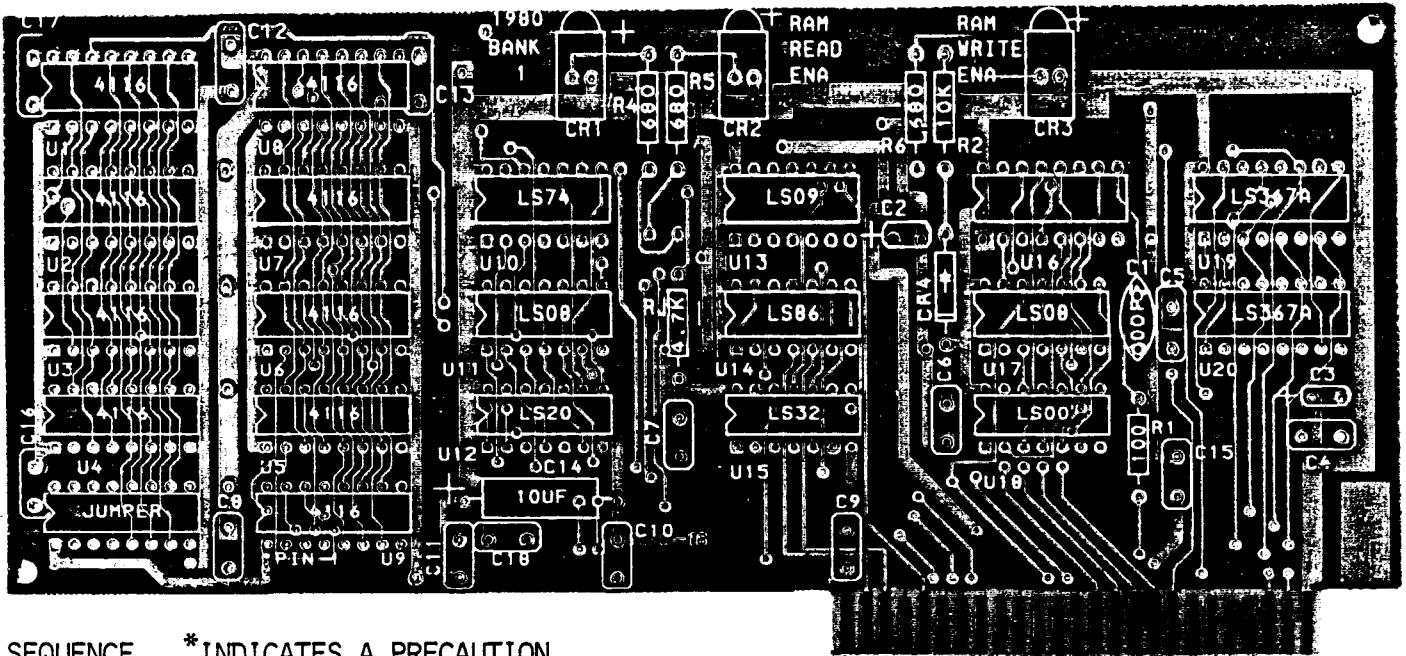 C17
C12
1980
BANK
1
C13
R4
680
680
R5
CR1
CR2
RAM
READ
ENA
RAM
WRITE
ENA
680
10K
R6
R2
CR3
4116
4116
U1
U8
4116
4116
LS74
LS09
LS367A
C2
U2
U7
U10
U13
U16
C1
C5
U19
4116
4116
LS08
4.7K
LS86
CR4
LS08
LS367A
U3
U6
U11
U14
C6
U17
U20
C3
4116
4116
LS20
C7
LS32
LS00
100
R1
C16
U4
U5
U12
C14
U15
U18
C15
C4
JUMPER
C8
4116
10UF
C9
PIN-1
U9
C11
C18
C10
SEQUENCE *INDICATES A PRECAUTION